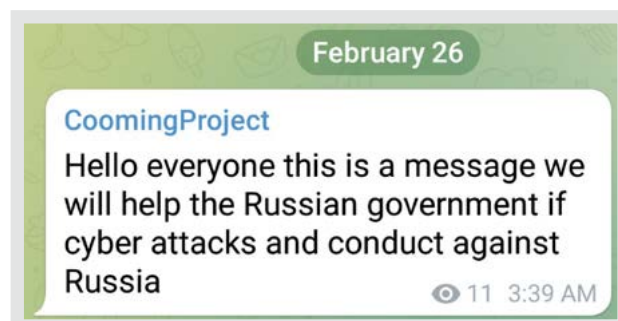 February 26
CoomingProject
Hello everyone this is a message we
will help the Russian government if
cyber attacks and conduct against
Russia
11 3:39 AM